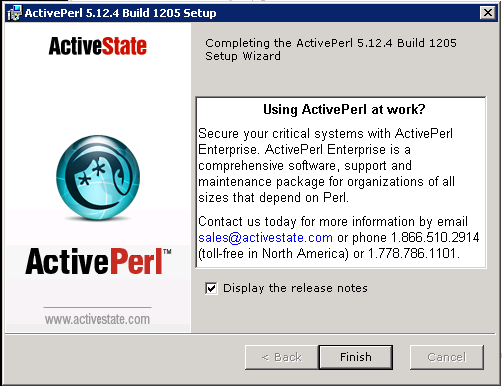 ActivePerl 5.12.4 Build 1205 Setup
ActiveState
Completing the ActivePerl 5.12.4 Build 1205
Setup Wizard
Using ActivePerl at work?
Secure your critical systems with ActivePerl
Enterprise. ActivePerl Enterprise is a
comprehensive software, support and
maintenance package for organizations of all
sizes that depend on Perl.
Contact us today for more information by email
sales@activestate.com or phone 1.866.510.2914
(toll-free in North America) or 1.778.786.1101.
ActivePerl™
www.activestate.com
Display the release notes
< Back
Finish
Cancel